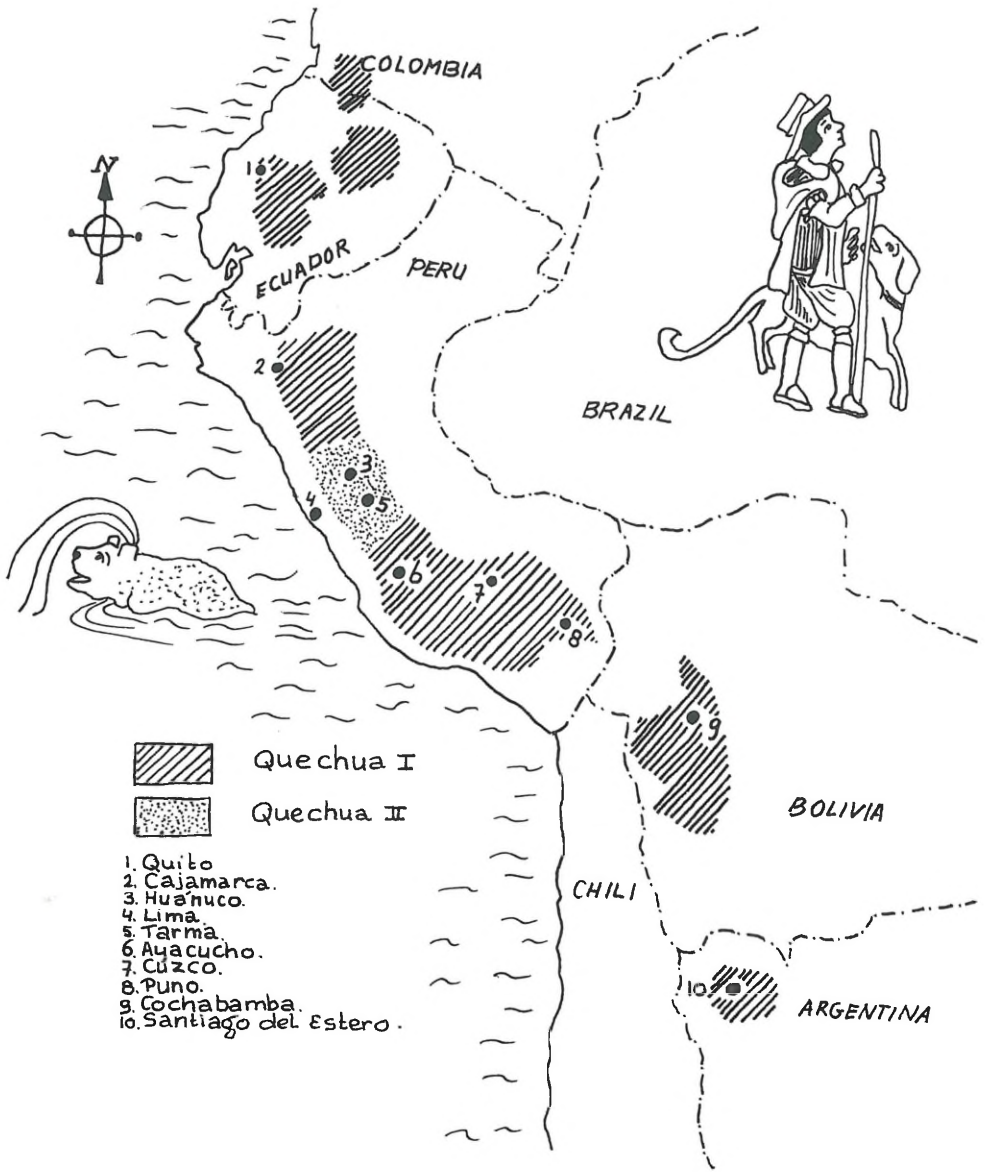 COLOMBIA
N
1
ECUADOR
PERU
2
BRAZIL
3
4
5
6
7
8
9
Quechua I
Quechua II
BOLIVIA
1. Quito
2. Cajamarca.
3. Huánuco.
4. Lima.
5. Tarma.
6. Ayacucho.
7. Cuzco.
8. Puno.
9. Cochabamba.
10. Santiago del Estero.
CHILI
10
ARGENTINA